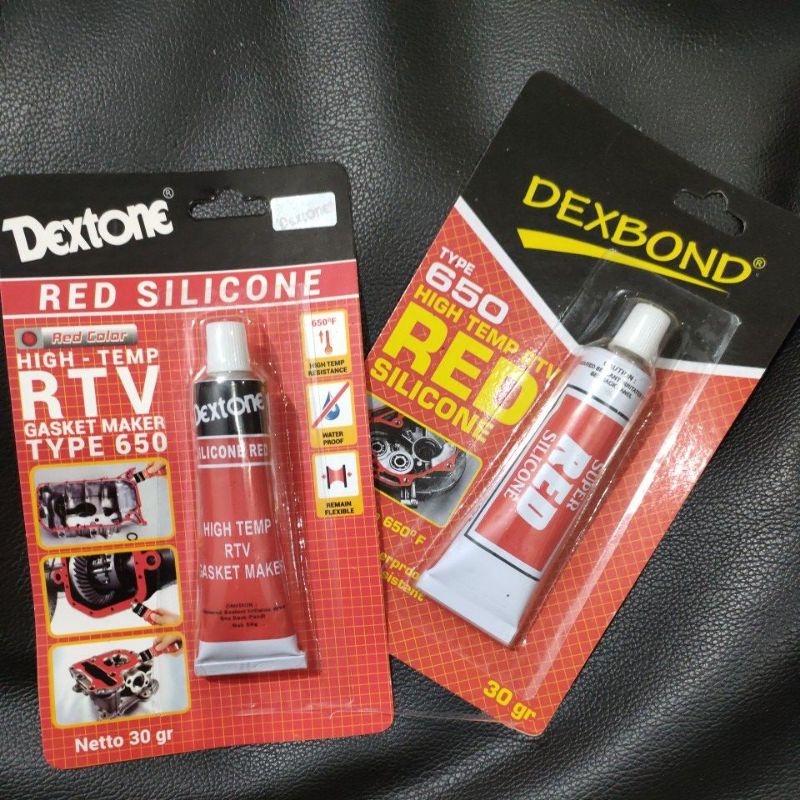 Dextone®
Dextone
RED SILICONE
Red Color
HIGH - TEMP
RTV
GASKET MAKER
TYPE 650
650°F
HIGH TEMP
RESISTANCE
WATER
PROOF
REMAIN
FLEXIBLE
Netto 30 gr
Dextone
SILICONE RED
HIGH TEMP
RTV
GASKET MAKER
CAUTION :
DEXBOND®
TYPE
650
HIGH TEMP RTV
RED
SILICONE
650°F
30 gr
CAUTION :
SUPER
RED
SILICONE